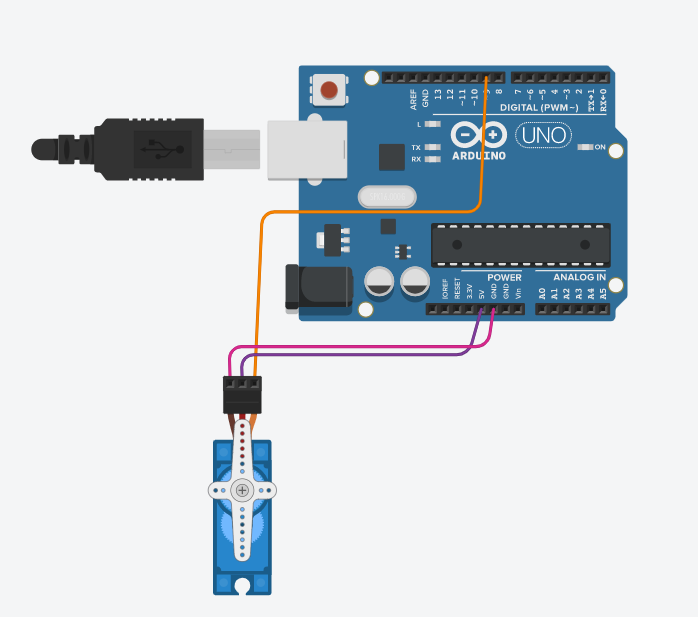 AREF
GND
13
12
~11
~10
8
7
~6
~5
4
~3
2
TX→1
RX←0
DIGITAL (PWM~)
L
TX
RX
ARDUINO
UNO
ON
POWER
ANALOG IN
IOREF
RESET
3.3V
5V
GND
GND
Vin
A0
A1
A2
A3
A4
A5